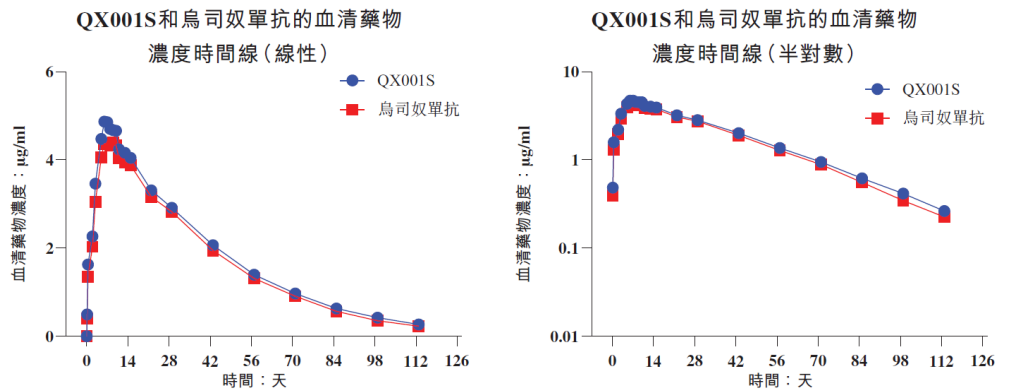 QX001S和烏司奴單抗的血清藥物
濃度時間線(線性)
6
4
2
0
血清藥物濃度:μg/ml
QX001S
烏司奴單抗
0 14 28 42 56 70 84 98 112 126
時間:天
QX001S和烏司奴單抗的血清藥物
濃度時間線(半對數)
10
1
0.1
0.01
血清藥物濃度:μg/ml
QX001S
烏司奴單抗
0 14 28 42 56 70 84 98 112 126
時間:天